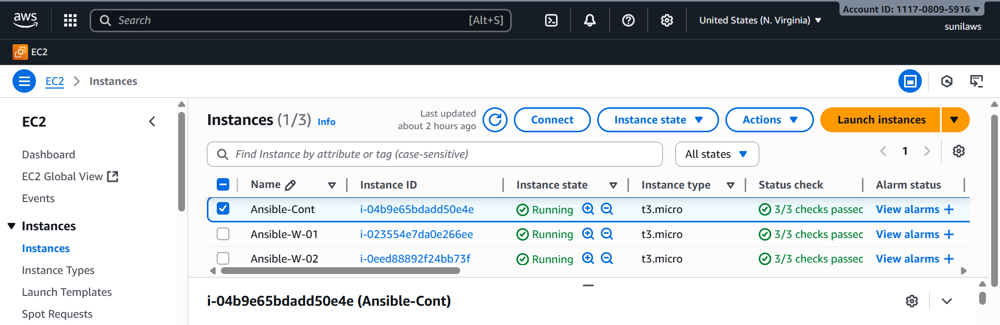 aws
Search [Alt+S]
United States (N. Virginia)
Account ID: 1117-0809-5916
sunilaws
EC2
EC2 Instances
EC2
Dashboard
EC2 Global View
Events
Instances
Instances
Instance Types
Launch Templates
Spot Requests
Instances (1/3) Info
Last updated
about 2 hours ago
Connect Instance state Actions Launch instances
Find Instance by attribute or tag (case-sensitive) All states 1
Name Instance ID Instance state Instance type Status check Alarm status
Ansible-Cont i-04b9e65bdadd50e4e Running t3.micro 3/3 checks passed View alarms +
Ansible-W-01 i-023554e7da0e266ee Running t3.micro 3/3 checks passed View alarms +
Ansible-W-02 i-0eed88892f24bb73f Running t3.micro 3/3 checks passed View alarms +
i-04b9e65bdadd50e4e (Ansible-Cont)